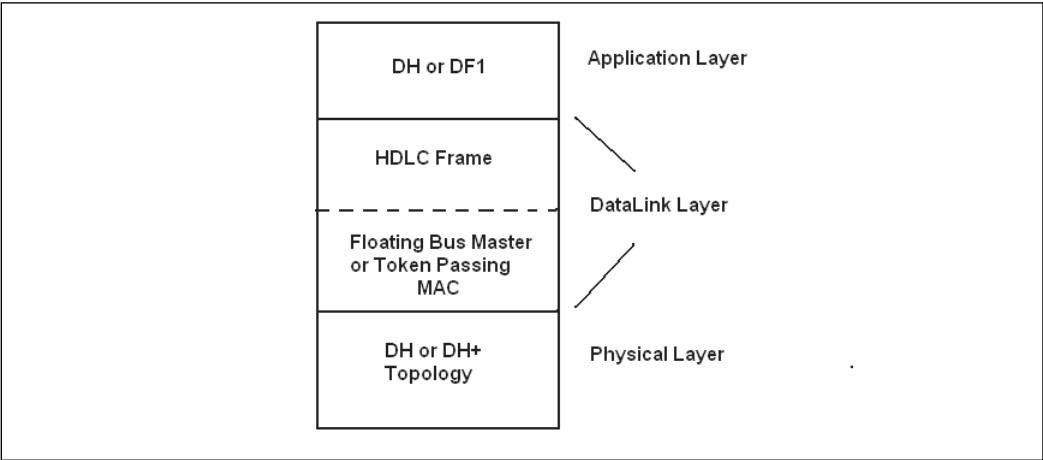 DH or DF1
Application Layer
HDLC Frame
DataLink Layer
Floating Bus Master
or Token Passing
MAC
DH or DH+
Topology
Physical Layer